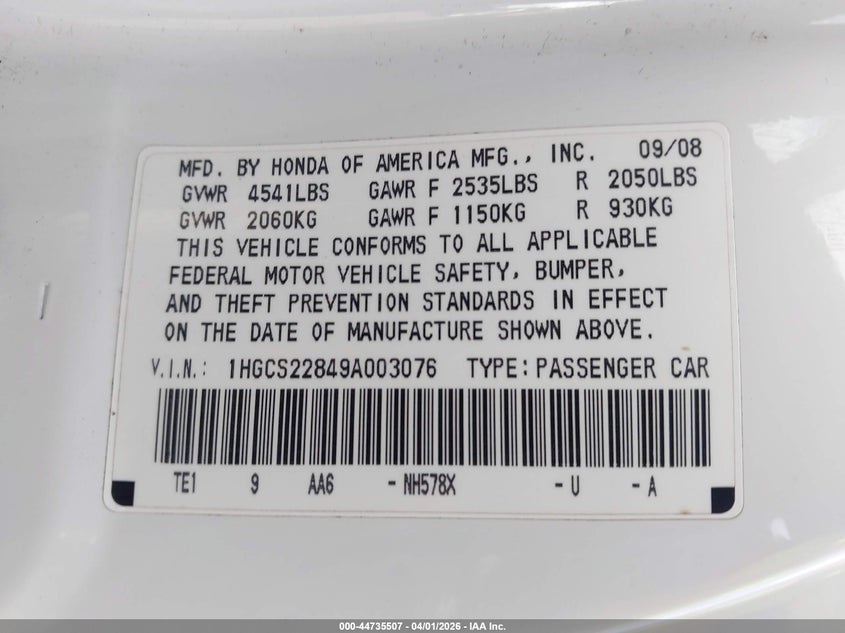 MFD. BY HONDA OF AMERICA MFG., INC. 09/08
GVWR 4541LBS GAWR F 2535LBS R 2050LBS
GVWR 2060KG GAWR F 1150KG R 930KG
THIS VEHICLE CONFORMS TO ALL APPLICABLE
FEDERAL MOTOR VEHICLE SAFETY, BUMPER,
AND THEFT PREVENTION STANDARDS IN EFFECT
ON THE DATE OF MANUFACTURE SHOWN ABOVE.
V.I.N.: 1HGCS22849A003076 TYPE: PASSENGER CAR
TE1 9 AA6 - NH578X - U - A
000-44735507 - 04/01/2026 - IAA Inc.